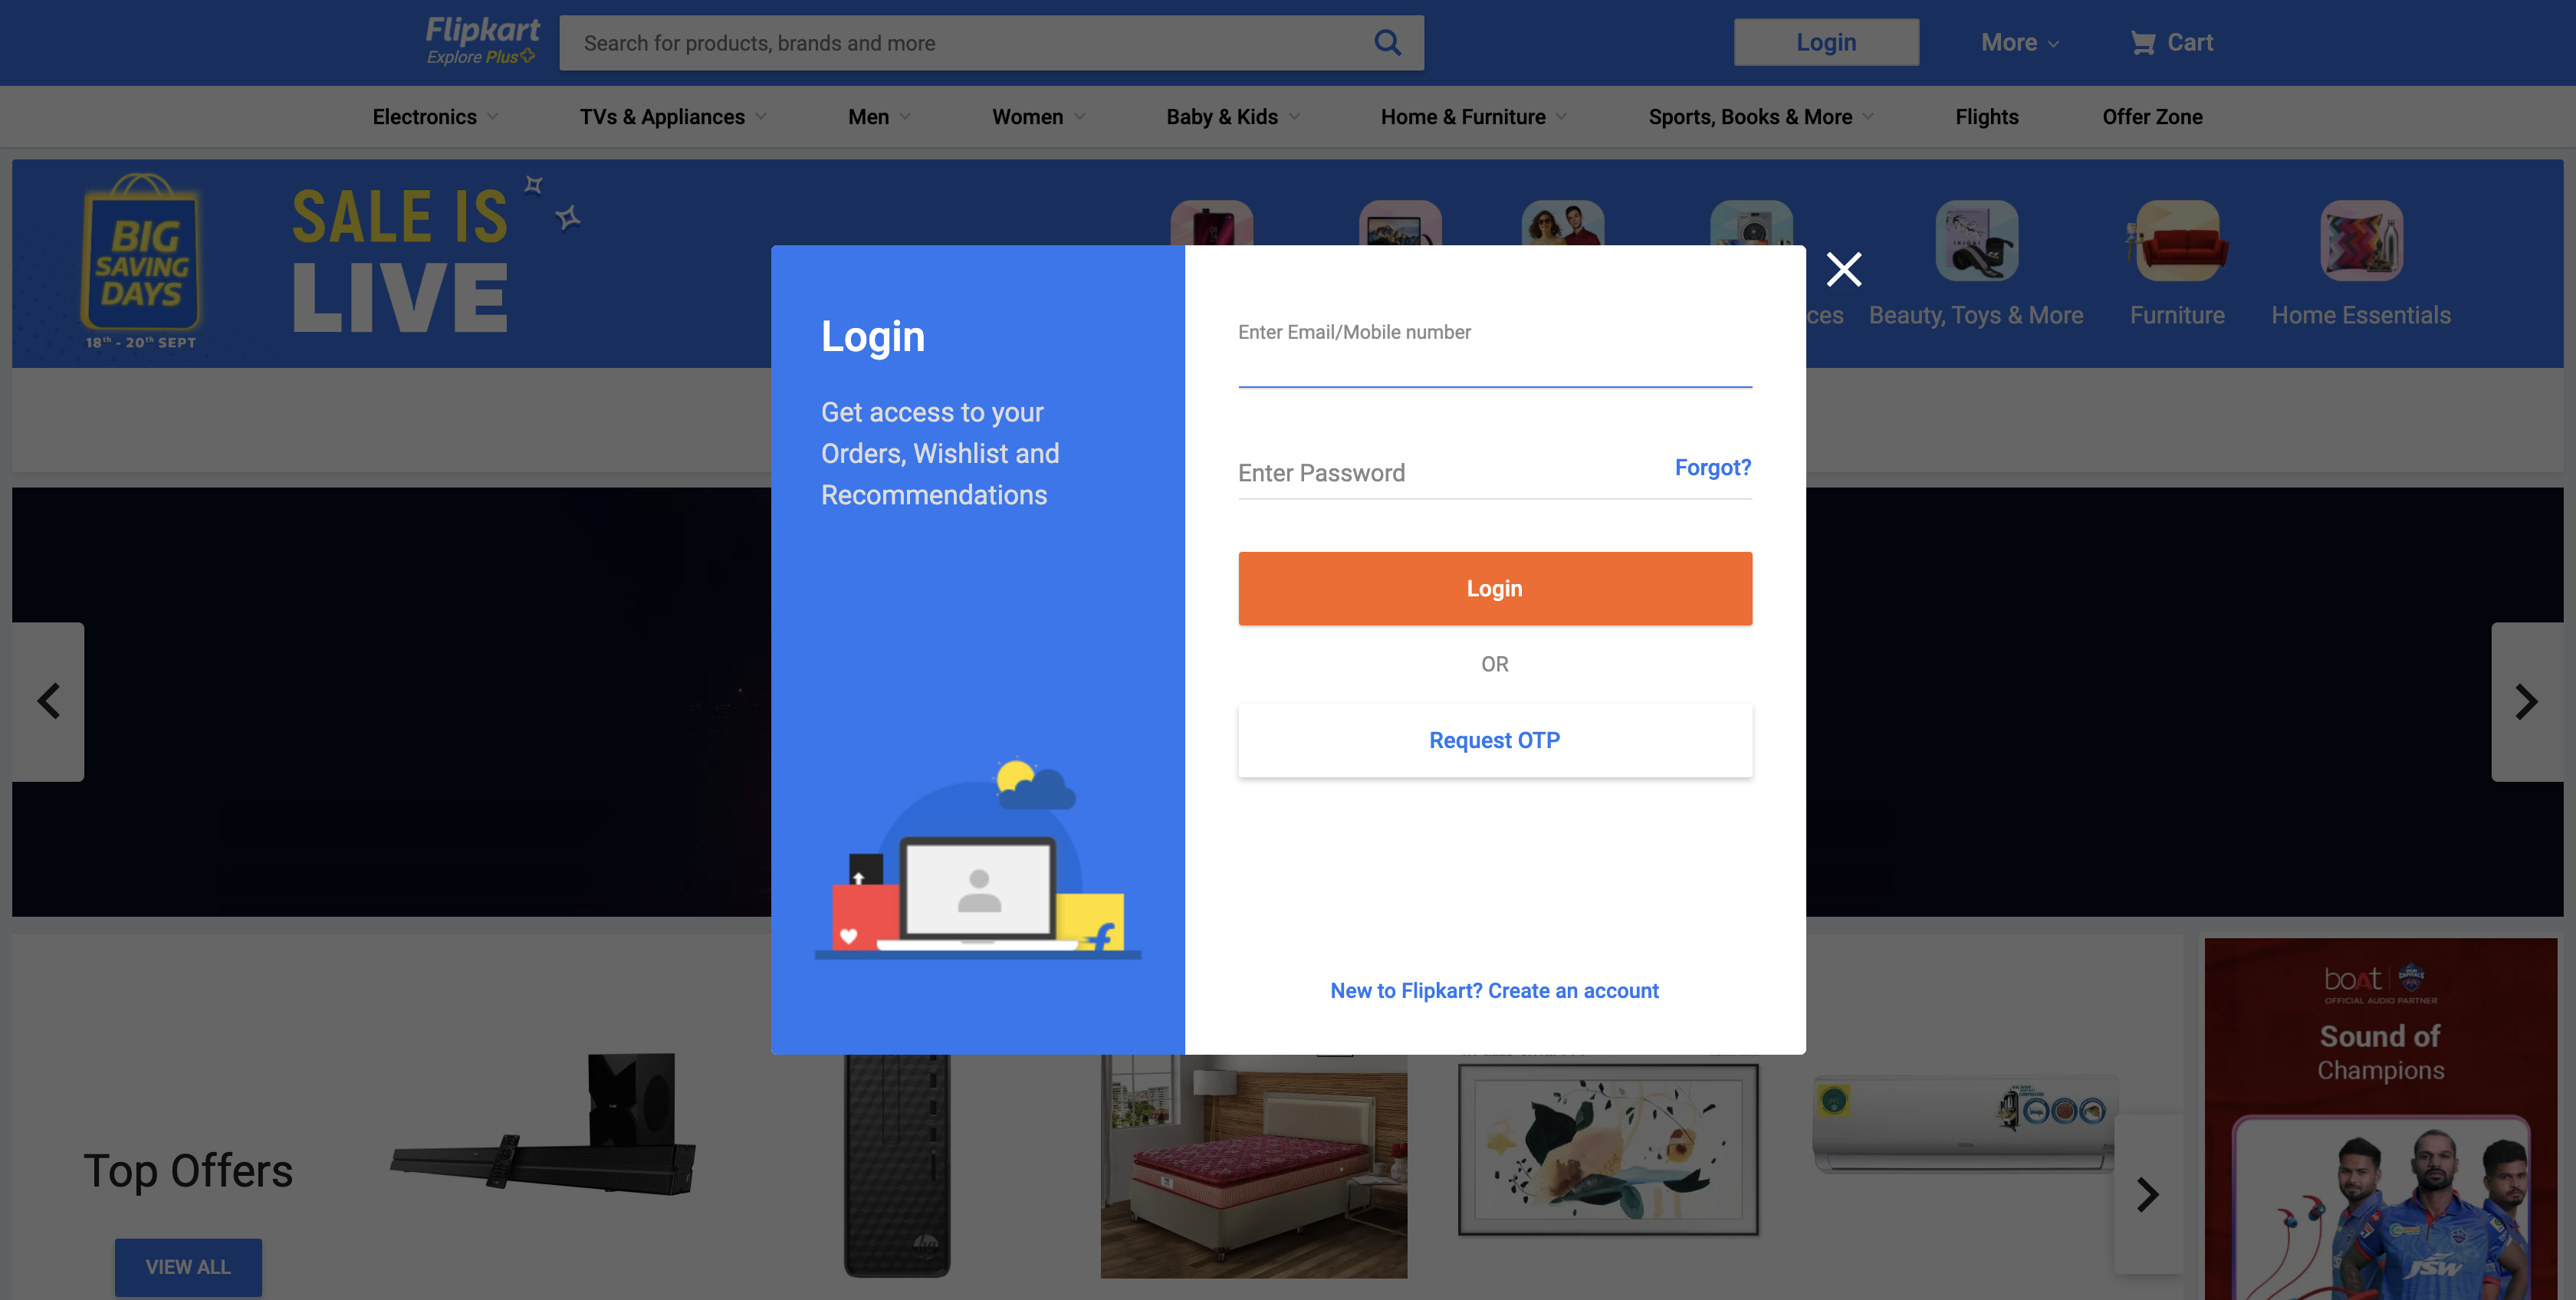 Flipkart
Explore Plus
Search for products, brands and more
Login
More
Cart
Electronics
TVs & Appliances
Men
Women
Baby & Kids
Home & Furniture
Sports, Books & More
Flights
Offer Zone
BIG
SAVING
DAYS
18th - 20th SEPT
SALE IS
LIVE
ces
Beauty, Toys & More
Furniture
Home Essentials
Login
Get access to your
Orders, Wishlist and
Recommendations
Enter Email/Mobile number
Enter Password
Forgot?
Login
OR
Request OTP
New to Flipkart? Create an account
Top Offers
VIEW ALL
hp
boAt
OFFICIAL AUDIO PARTNER
Sound of
Champions
JSW